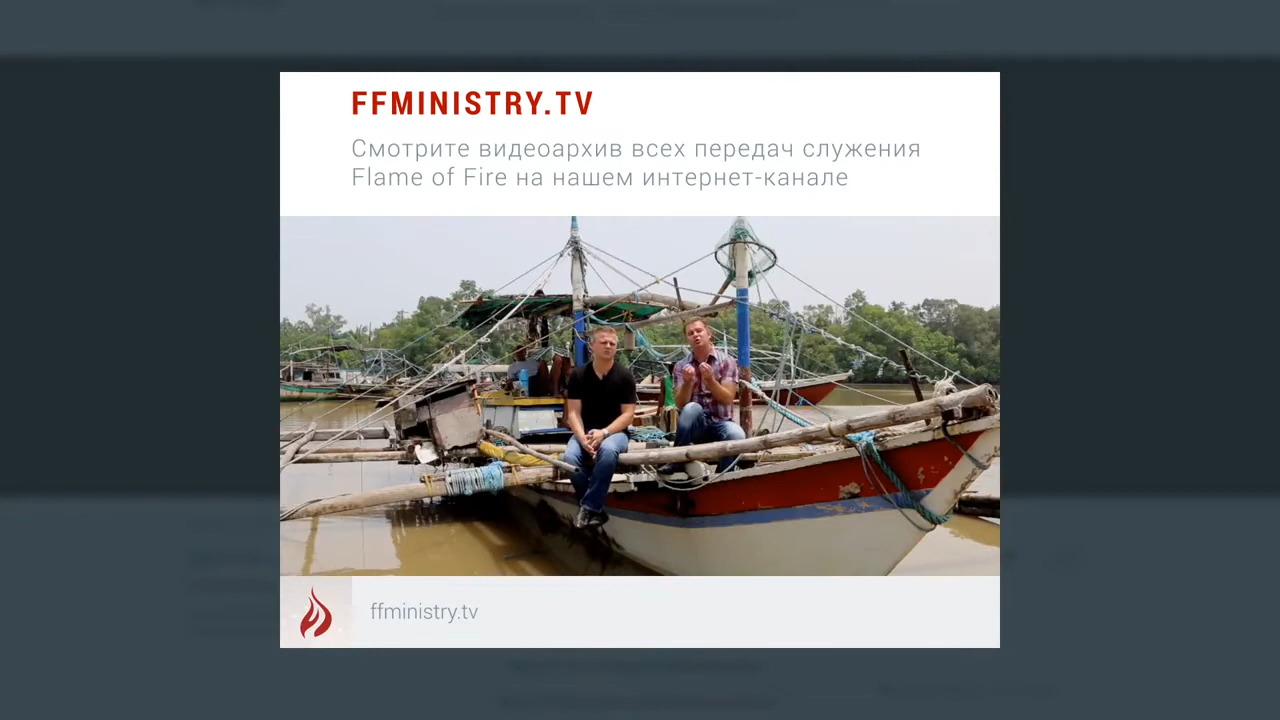 FFMINISTRY.TV
Смотрите видеоархив всех передач служения
Flame of Fire на нашем интернет-канале
ffministry.tv